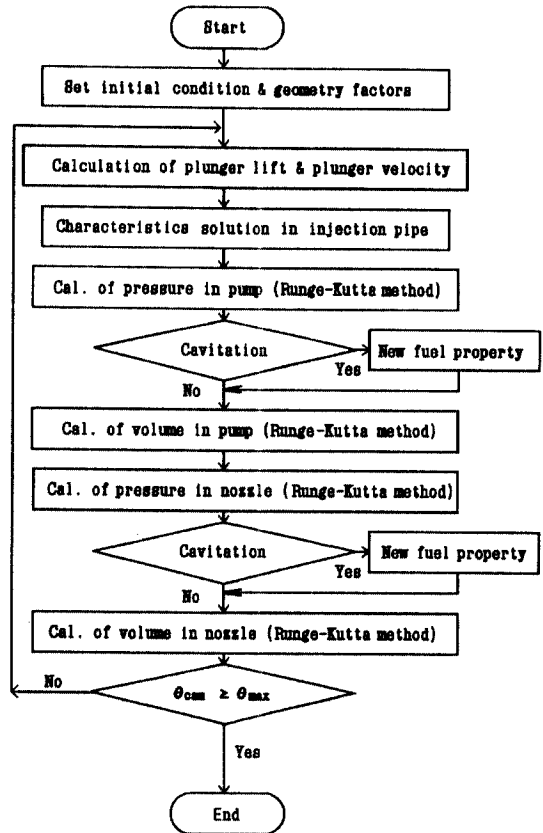 Start
Set initial condition & geometry factors
Calculation of plunger lift & plunger velocity
Characteristics solution in injection pipe
Cal. of pressure in pump (Runge-Kutta method)
Cavitation
New fuel property
Yes
No
Cal. of volume in pump (Runge-Kutta method)
Cal. of pressure in nozzle (Runge-Kutta method)
Cavitation
New fuel property
Yes
No
Cal. of volume in nozzle (Runge-Kutta method)
No
θcam ≥ θmax
Yes
End